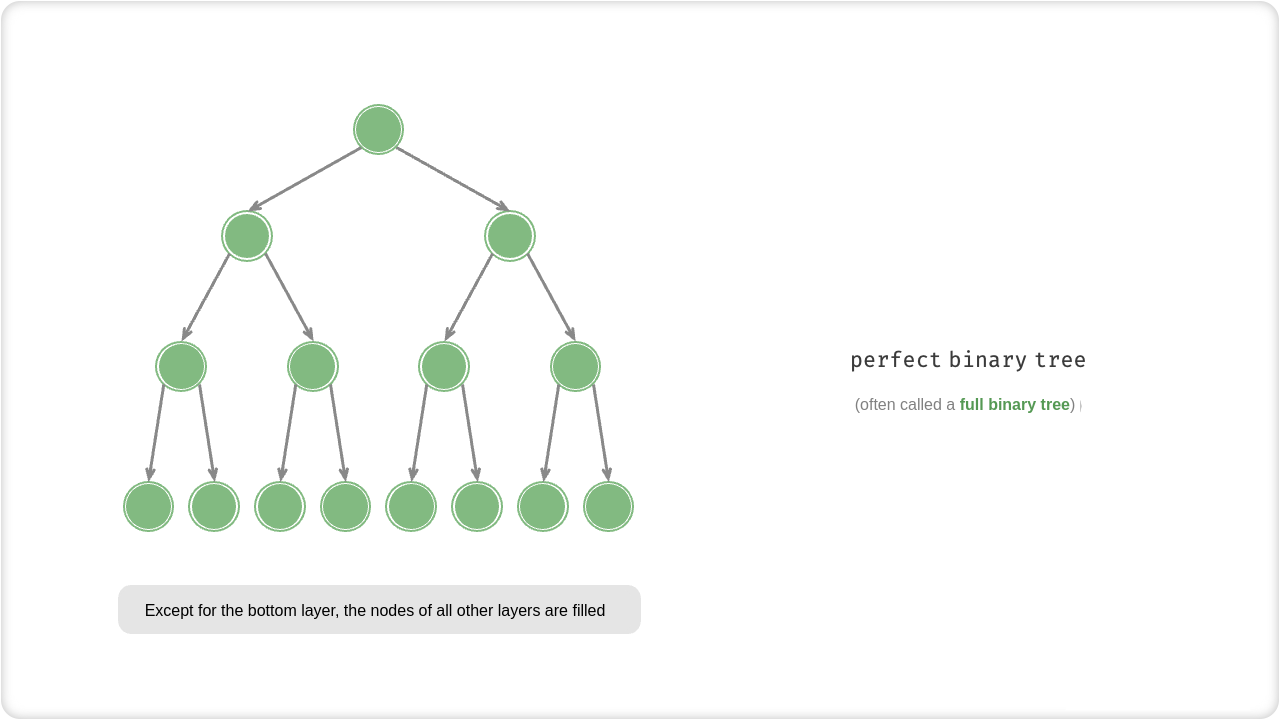 perfect binary tree
(often called a full binary tree)
Except for the bottom layer, the nodes of all other layers are filled